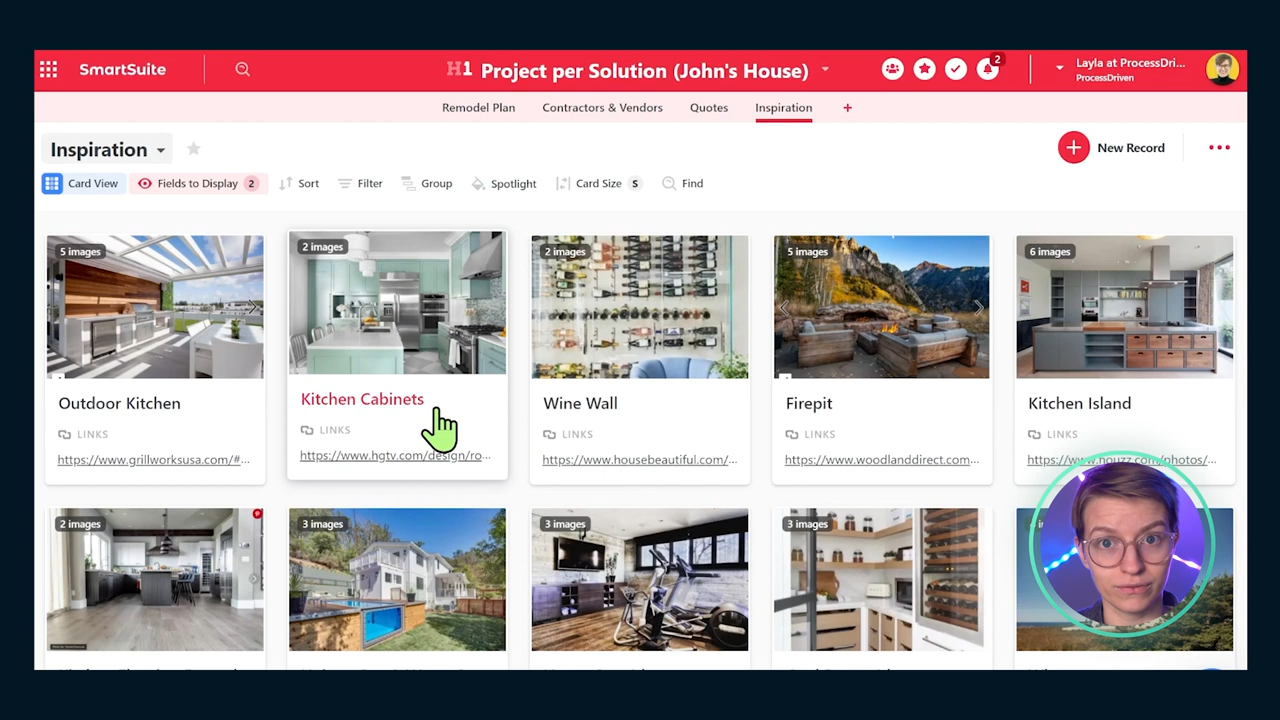 SmartSuite
H1 Project per Solution (John's House)
2
Layla at ProcessDri...
ProcessDriven
Remodel Plan Contractors & Vendors Quotes Inspiration +
Inspiration
New Record
Card View Fields to Display 2 Sort Filter Group Spotlight Card Size S Find
5 images 2 images 2 images 5 images 6 images
Outdoor Kitchen Kitchen Cabinets Wine Wall Firepit Kitchen Island
LINKS LINKS LINKS LINKS LINKS
https://www.grillworksusa.com/#... https://www.hgtv.com/design/ro... https://www.housebeautiful.com/... https://www.woodlanddirect.com... https://www.houzz.com/photos/...
2 images 3 images 3 images 3 images